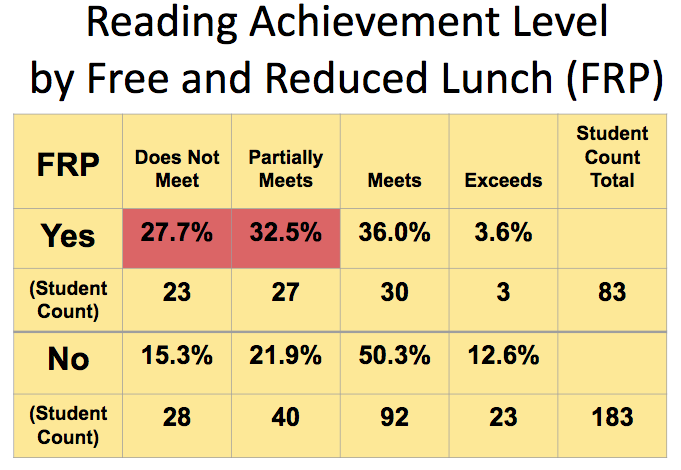 Reading Achievement Level
by Free and Reduced Lunch (FRP)
FRP Does Not Meet Partially Meets Meets Exceeds Student Count Total
Yes 27.7% 32.5% 36.0% 3.6%
(Student Count) 23 27 30 3 83
No 15.3% 21.9% 50.3% 12.6%
(Student Count) 28 40 92 23 183